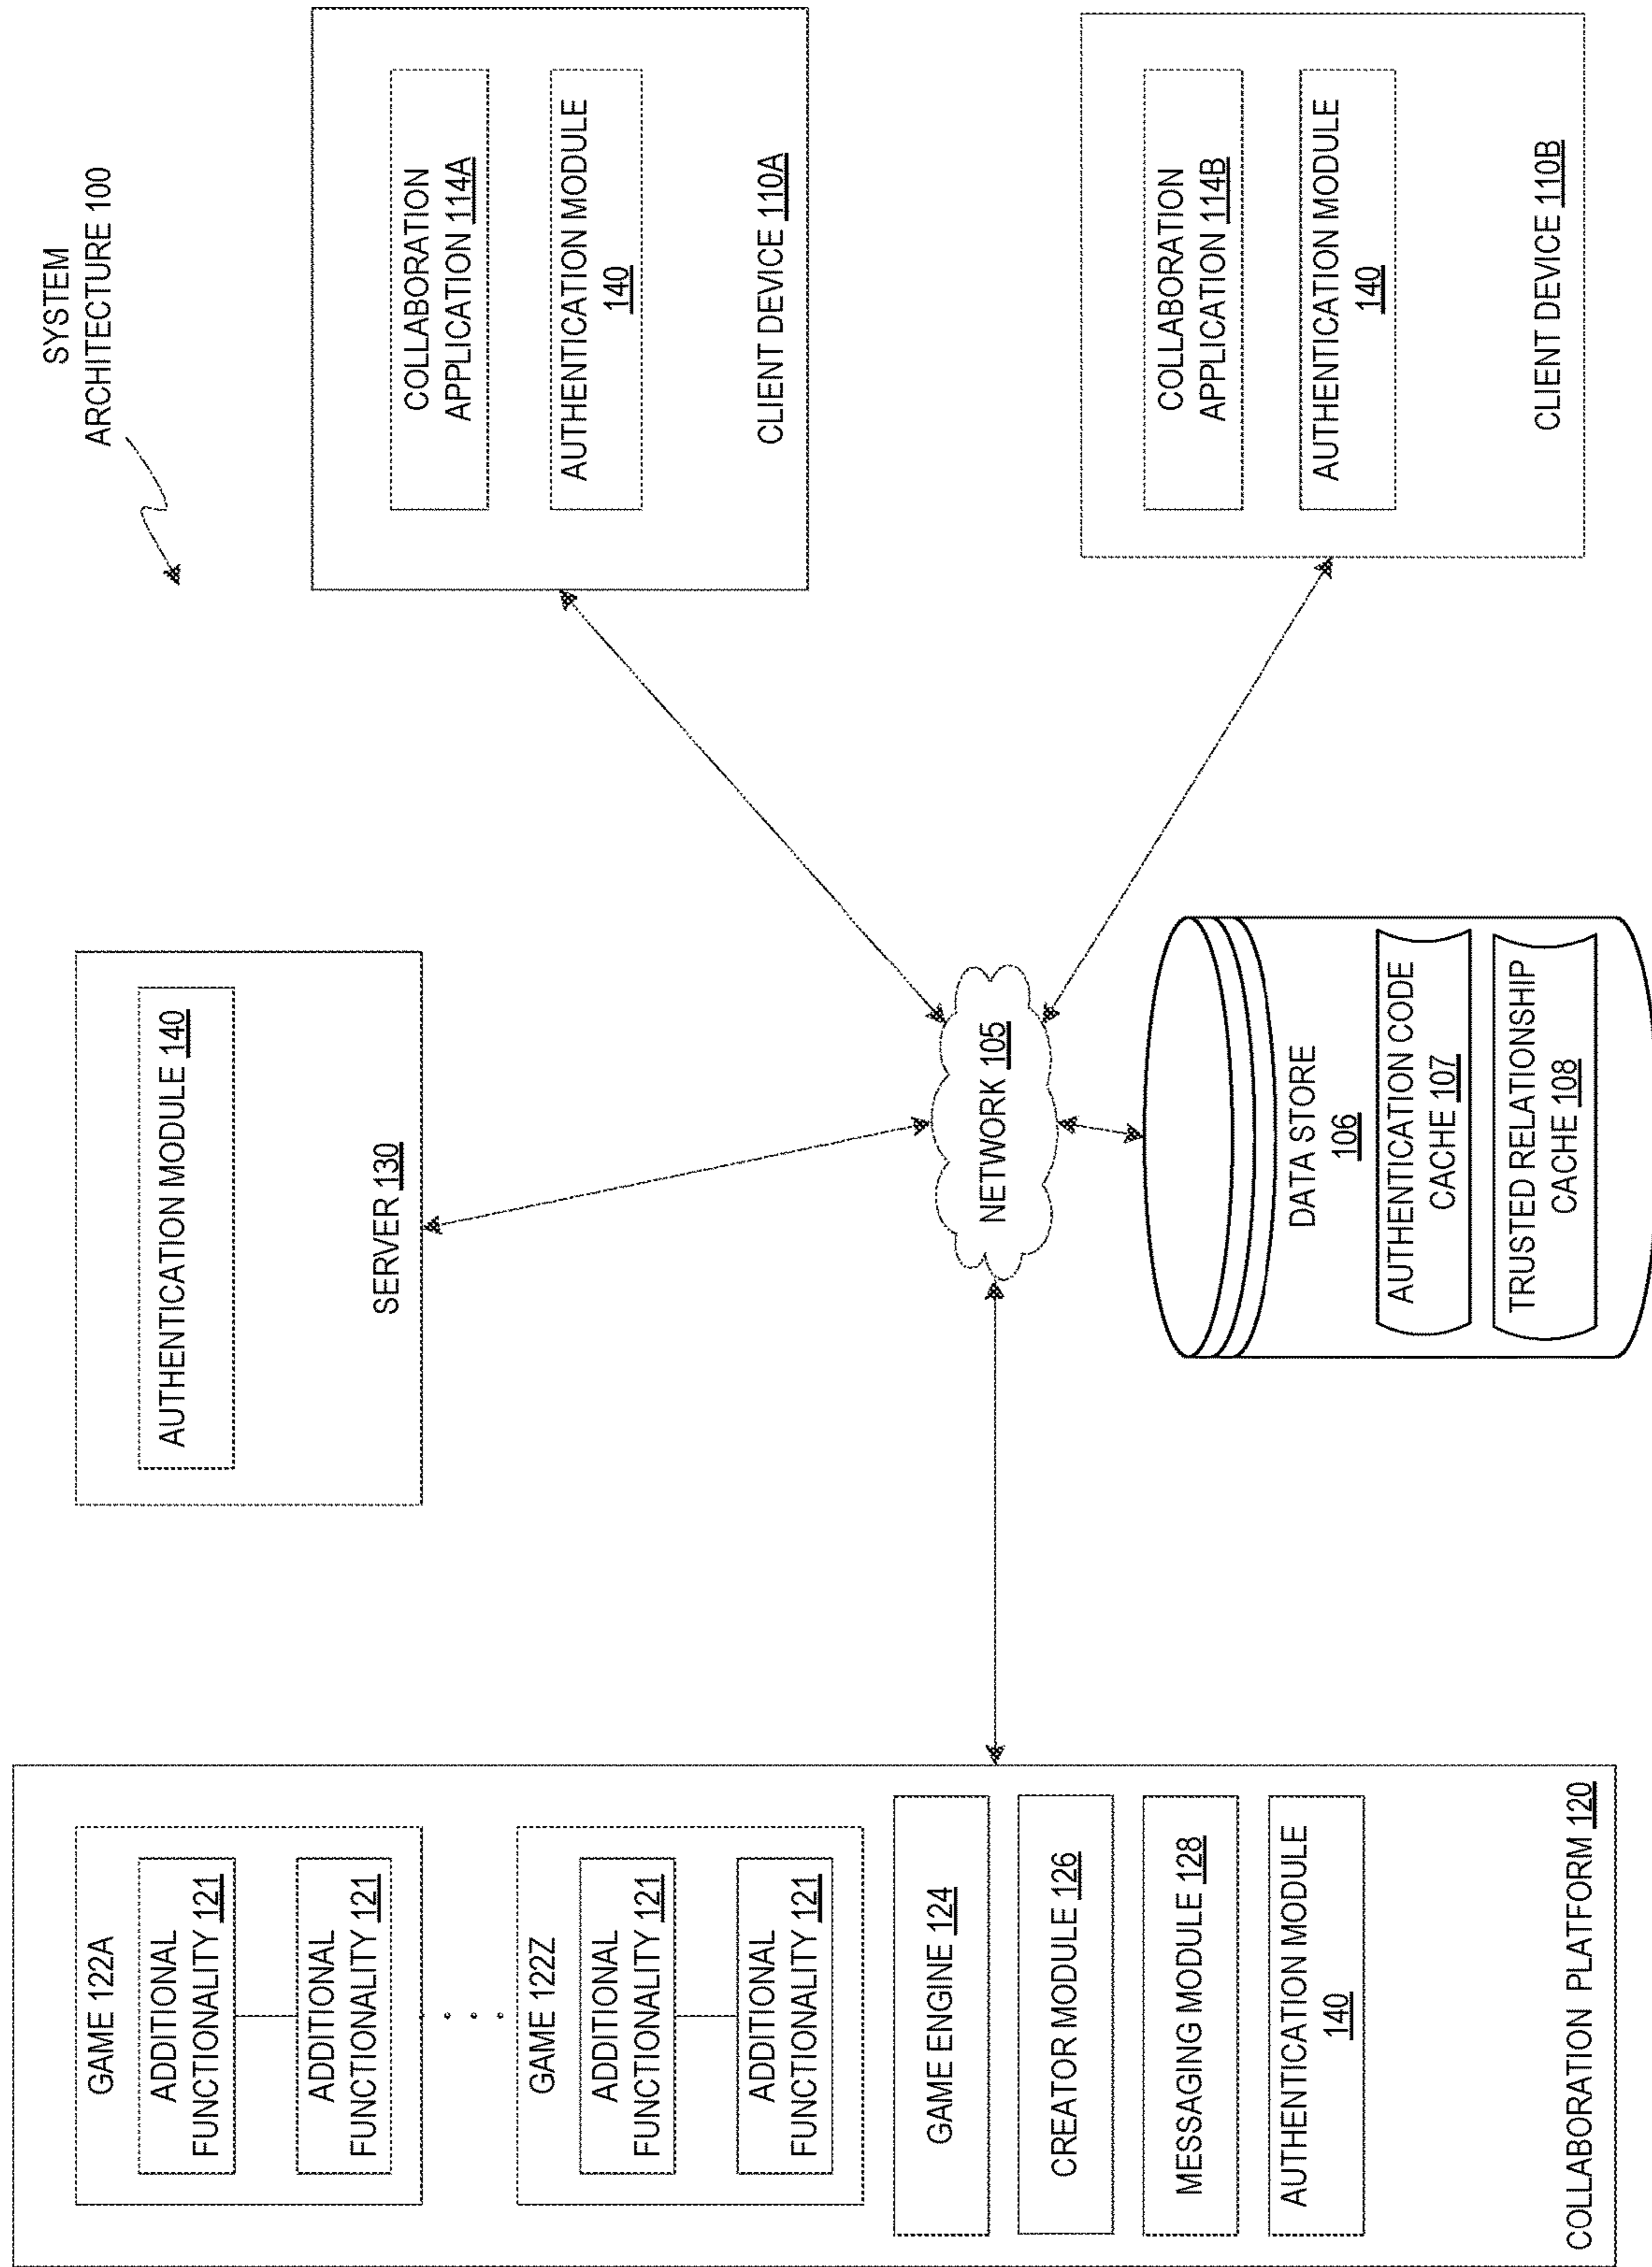 SYSTEM
ARCHITECTURE 100
GAME 122A
ADDITIONAL
FUNCTIONALITY 121
ADDITIONAL
FUNCTIONALITY 121
GAME 122Z
ADDITIONAL
FUNCTIONALITY 121
ADDITIONAL
FUNCTIONALITY 121
GAME ENGINE 124
CREATOR MODULE 126
MESSAGING MODULE 128
AUTHENTICATION MODULE
140
COLLABORATION PLATFORM 120
AUTHENTICATION MODULE 140
SERVER 130
NETWORK 105
DATA STORE
106
AUTHENTICATION CODE
CACHE 107
TRUSTED RELATIONSHIP
CACHE 108
COLLABORATION
APPLICATION 114A
AUTHENTICATION MODULE
140
CLIENT DEVICE 110A
COLLABORATION
APPLICATION 114B
AUTHENTICATION MODULE
140
CLIENT DEVICE 110B